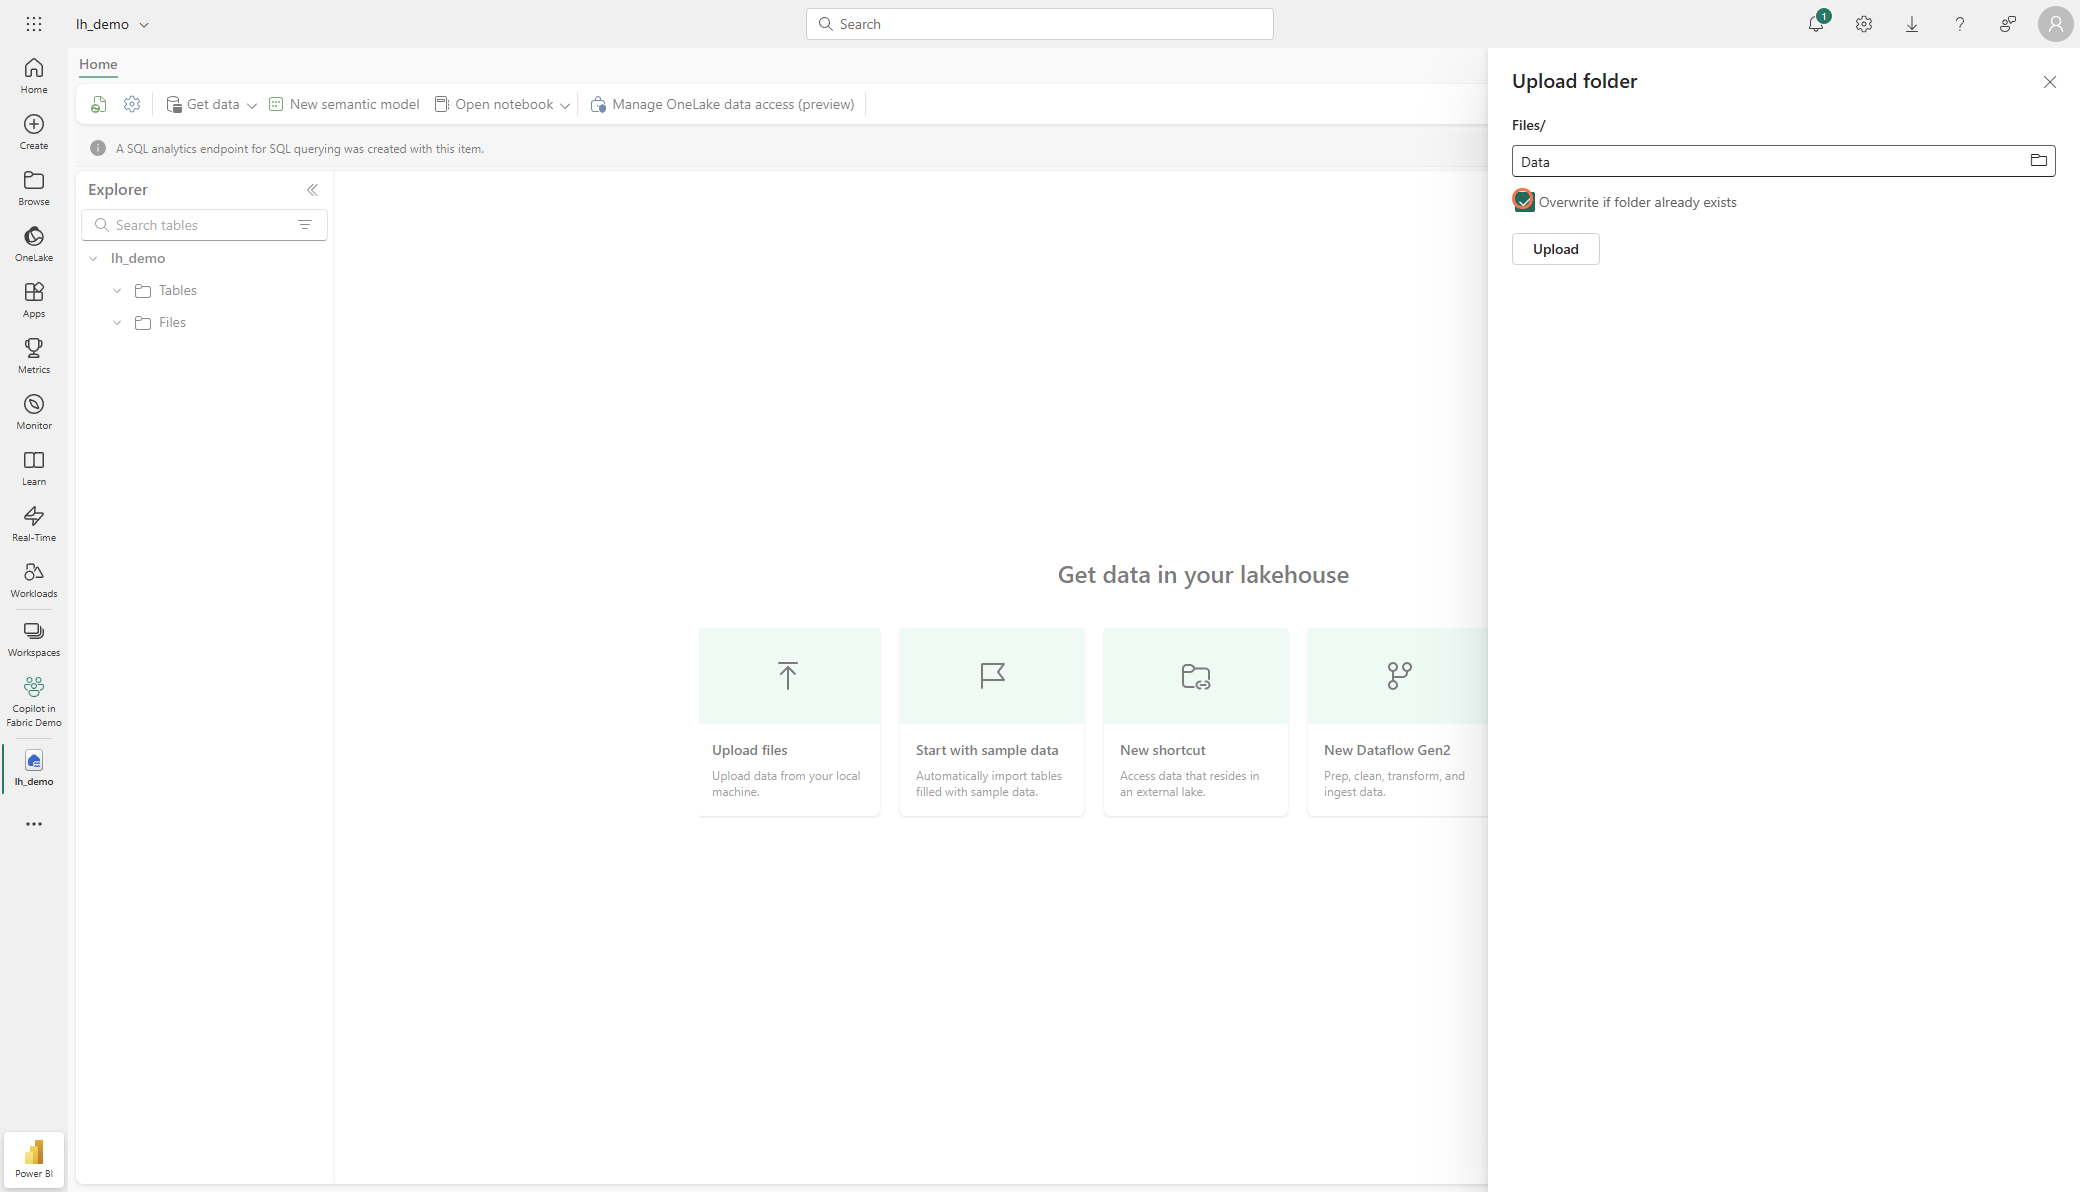 lh_demo
Search
1
Home
Create
Browse
OneLake
Apps
Metrics
Monitor
Learn
Real-Time
Workloads
Workspaces
Copilot in
Fabric Demo
lh_demo
Power BI
Home
Get data
New semantic model
Open notebook
Manage OneLake data access (preview)
A SQL analytics endpoint for SQL querying was created with this item.
Explorer
Search tables
lh_demo
Tables
Files
Get data in your lakehouse
Upload files
Upload data from your local
machine.
Start with sample data
Automatically import tables
filled with sample data.
New shortcut
Access data that resides in
an external lake.
New Dataflow Gen2
Prep, clean, transform, and
ingest data.
Upload folder
Files/
Data
Overwrite if folder already exists
Upload